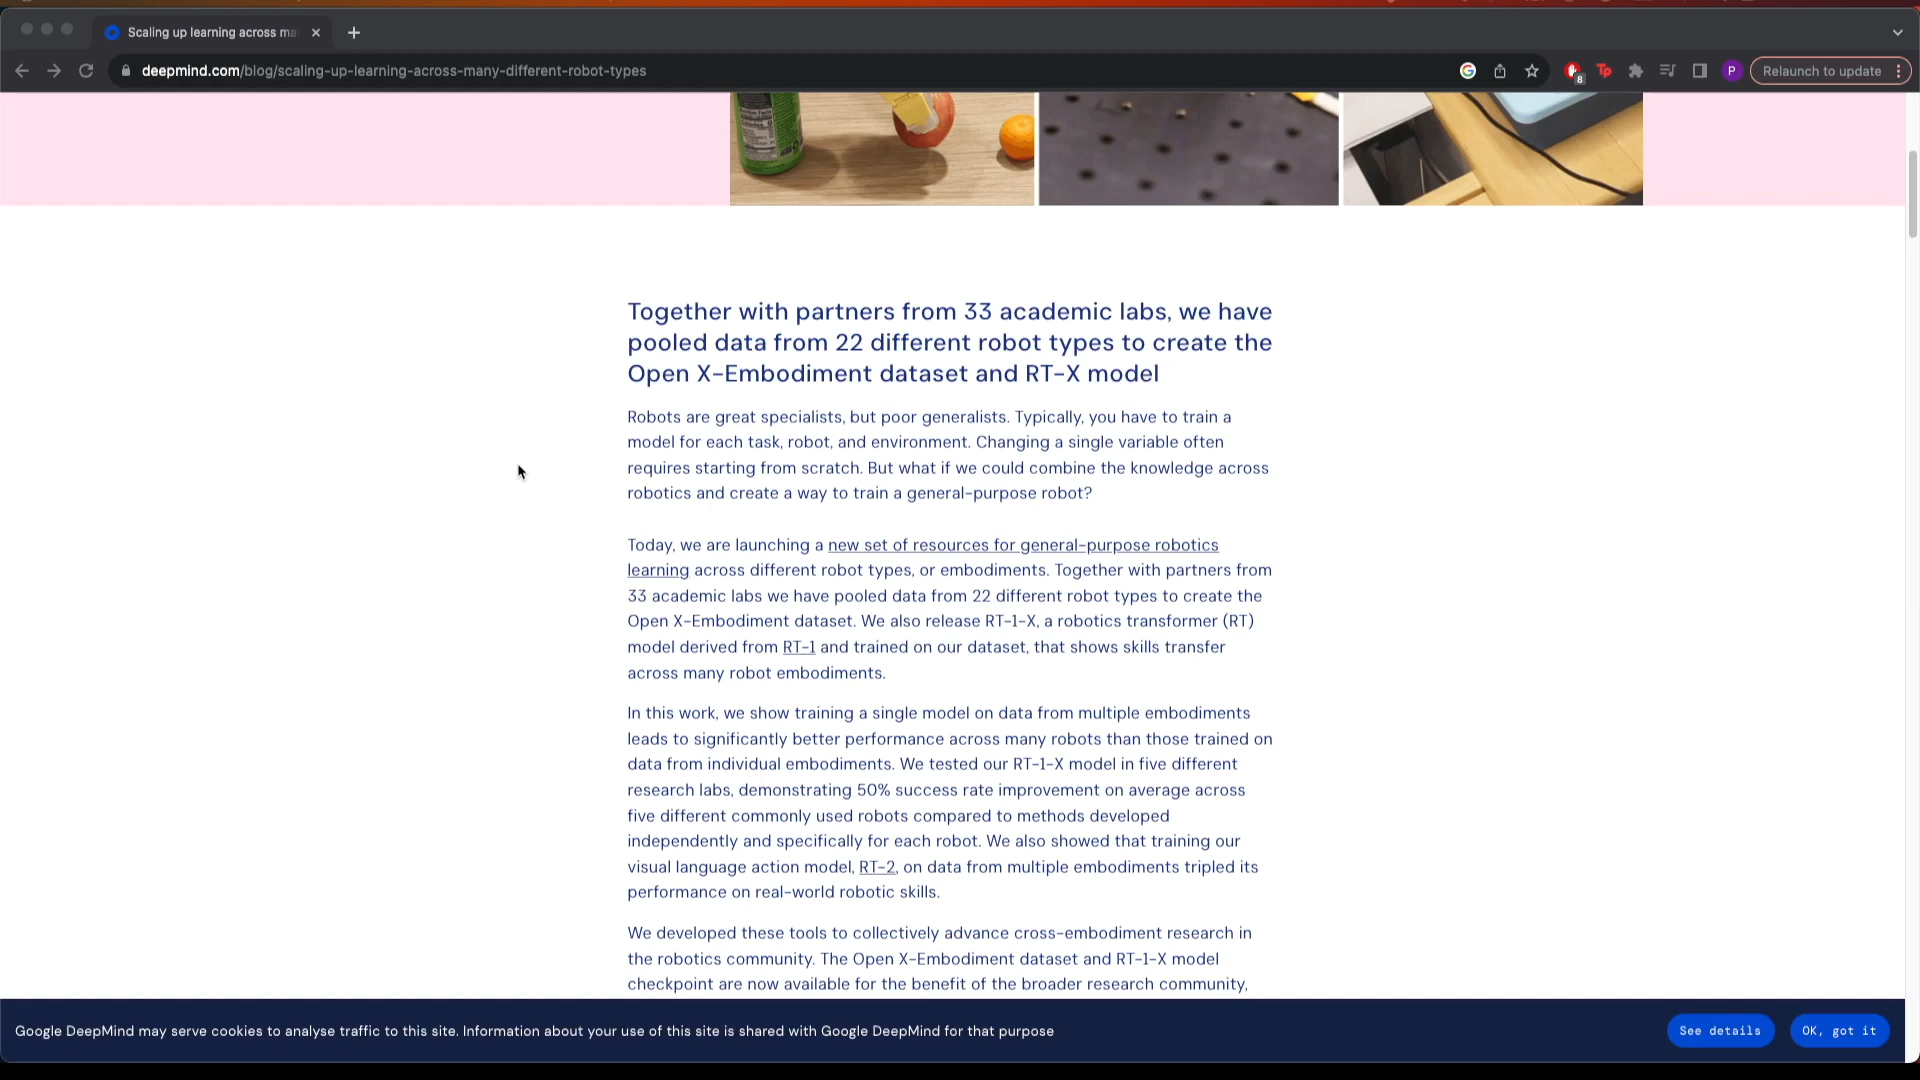 Scaling up learning across ma
deepmind.com/blog/scaling-up-learning-across-many-different-robot-types
8
Tp
P
Relaunch to update
Together with partners from 33 academic labs, we have
pooled data from 22 different robot types to create the
Open X-Embodiment dataset and RT-X model
Robots are great specialists, but poor generalists. Typically, you have to train a
model for each task, robot, and environment. Changing a single variable often
requires starting from scratch. But what if we could combine the knowledge across
robotics and create a way to train a general-purpose robot?
Today, we are launching a new set of resources for general-purpose robotics
learning across different robot types, or embodiments. Together with partners from
33 academic labs we have pooled data from 22 different robot types to create the
Open X-Embodiment dataset. We also release RT-1-X, a robotics transformer (RT)
model derived from RT-1 and trained on our dataset, that shows skills transfer
across many robot embodiments.
In this work, we show training a single model on data from multiple embodiments
leads to significantly better performance across many robots than those trained on
data from individual embodiments. We tested our RT-1-X model in five different
research labs, demonstrating 50% success rate improvement on average across
five different commonly used robots compared to methods developed
independently and specifically for each robot. We also showed that training our
visual language action model, RT-2, on data from multiple embodiments tripled its
performance on real-world robotic skills.
We developed these tools to collectively advance cross-embodiment research in
the robotics community. The Open X-Embodiment dataset and RT-1-X model
checkpoint are now available for the benefit of the broader research community,
Google DeepMind may serve cookies to analyse traffic to this site. Information about your use of this site is shared with Google DeepMind for that purpose
See details
OK, got it